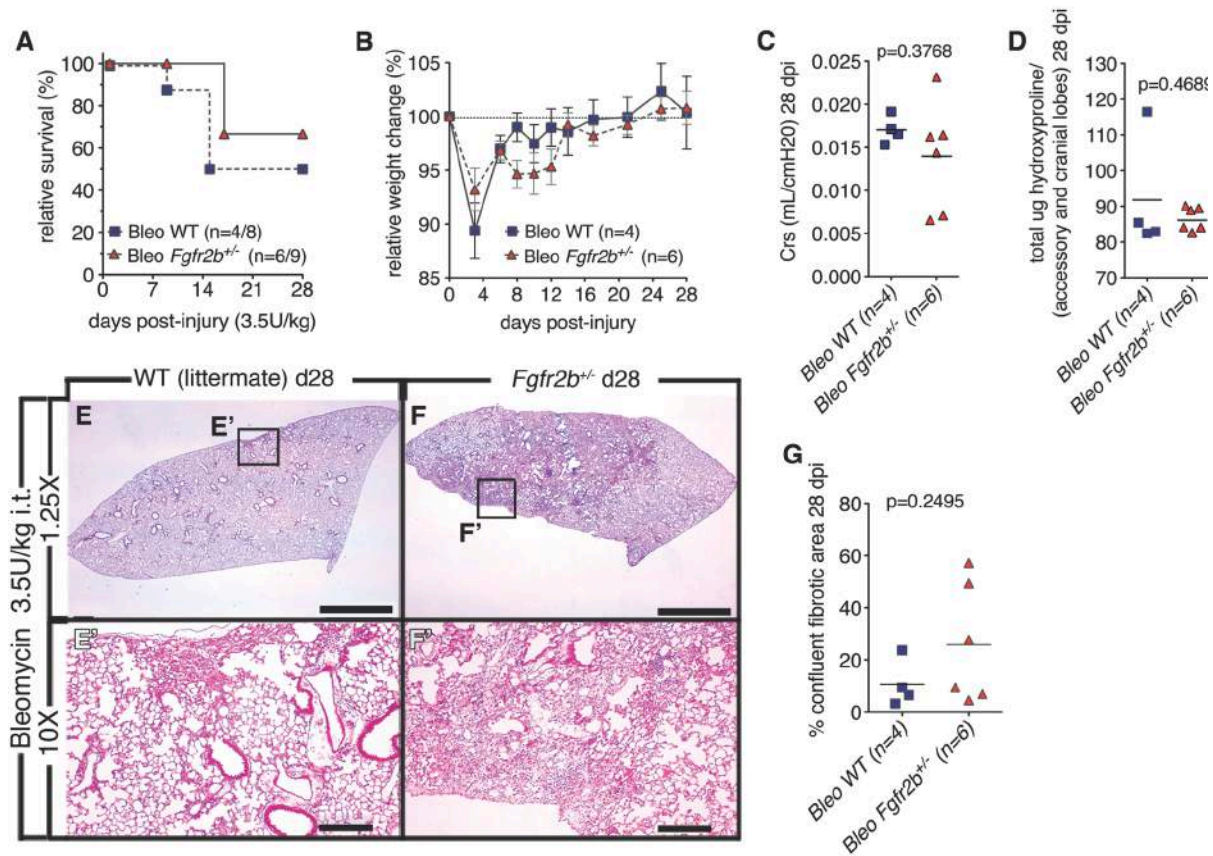 A
relative survival (%)
100
80
60
40
20
0
Bleo WT (n=4/8)
Bleo Fgfr2b+/- (n=6/9)
0 7 14 21 28
days post-injury (3.5U/kg)
B
relative weight change (%)
105
100
95
90
85
Bleo WT (n=4)
Bleo Fgfr2b+/- (n=6)
0 4 8 12 16 20 24 28
days post-injury
C
Crs (mL/cmH20) 28 dpi
p=0.3768
0.025
0.020
0.015
0.010
0.005
0.000
Bleo WT (n=4)
Bleo Fgfr2b+/- (n=6)
D
total ug hydroxyproline/
(accessory and cranial lobes) 28 dpi
p=0.4689
130
120
110
100
90
80
70
Bleo WT (n=4)
Bleo Fgfr2b+/- (n=6)
WT (littermate) d28
Fgfr2b+/- d28
Bleomycin 3.5U/kg i.t.
1.25X
10X
E
E'
F
F'
E'
F'
G
% confluent fibrotic area 28 dpi
p=0.2495
80
60
40
20
0
Bleo WT (n=4)
Bleo Fgfr2b+/- (n=6)